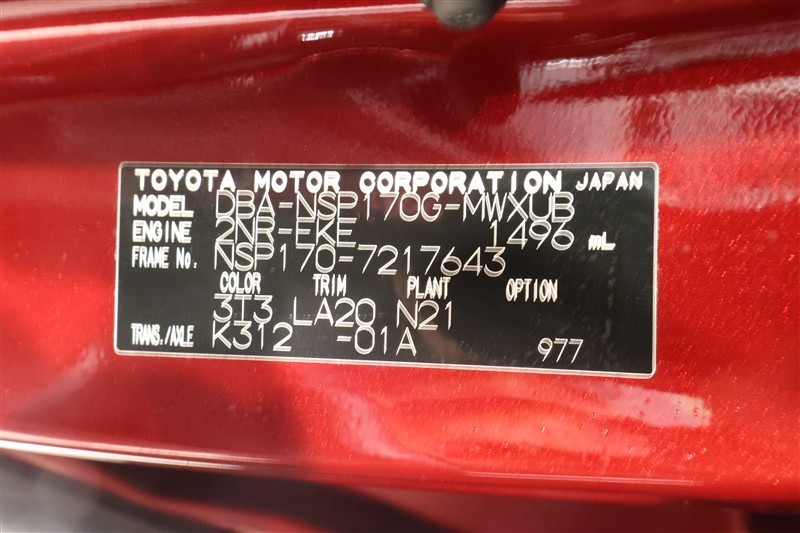 TOYOTA MOTOR CORPORATION JAPAN
MODEL DBA-NSP170G-MWXUB
ENGINE 2NR-FKE 1496 mL
FRAME No. NSP170-7217643
COLOR TRIM PLANT OPTION
3T3 LA20 N21
TRANS./AXLE K312 -01A 977